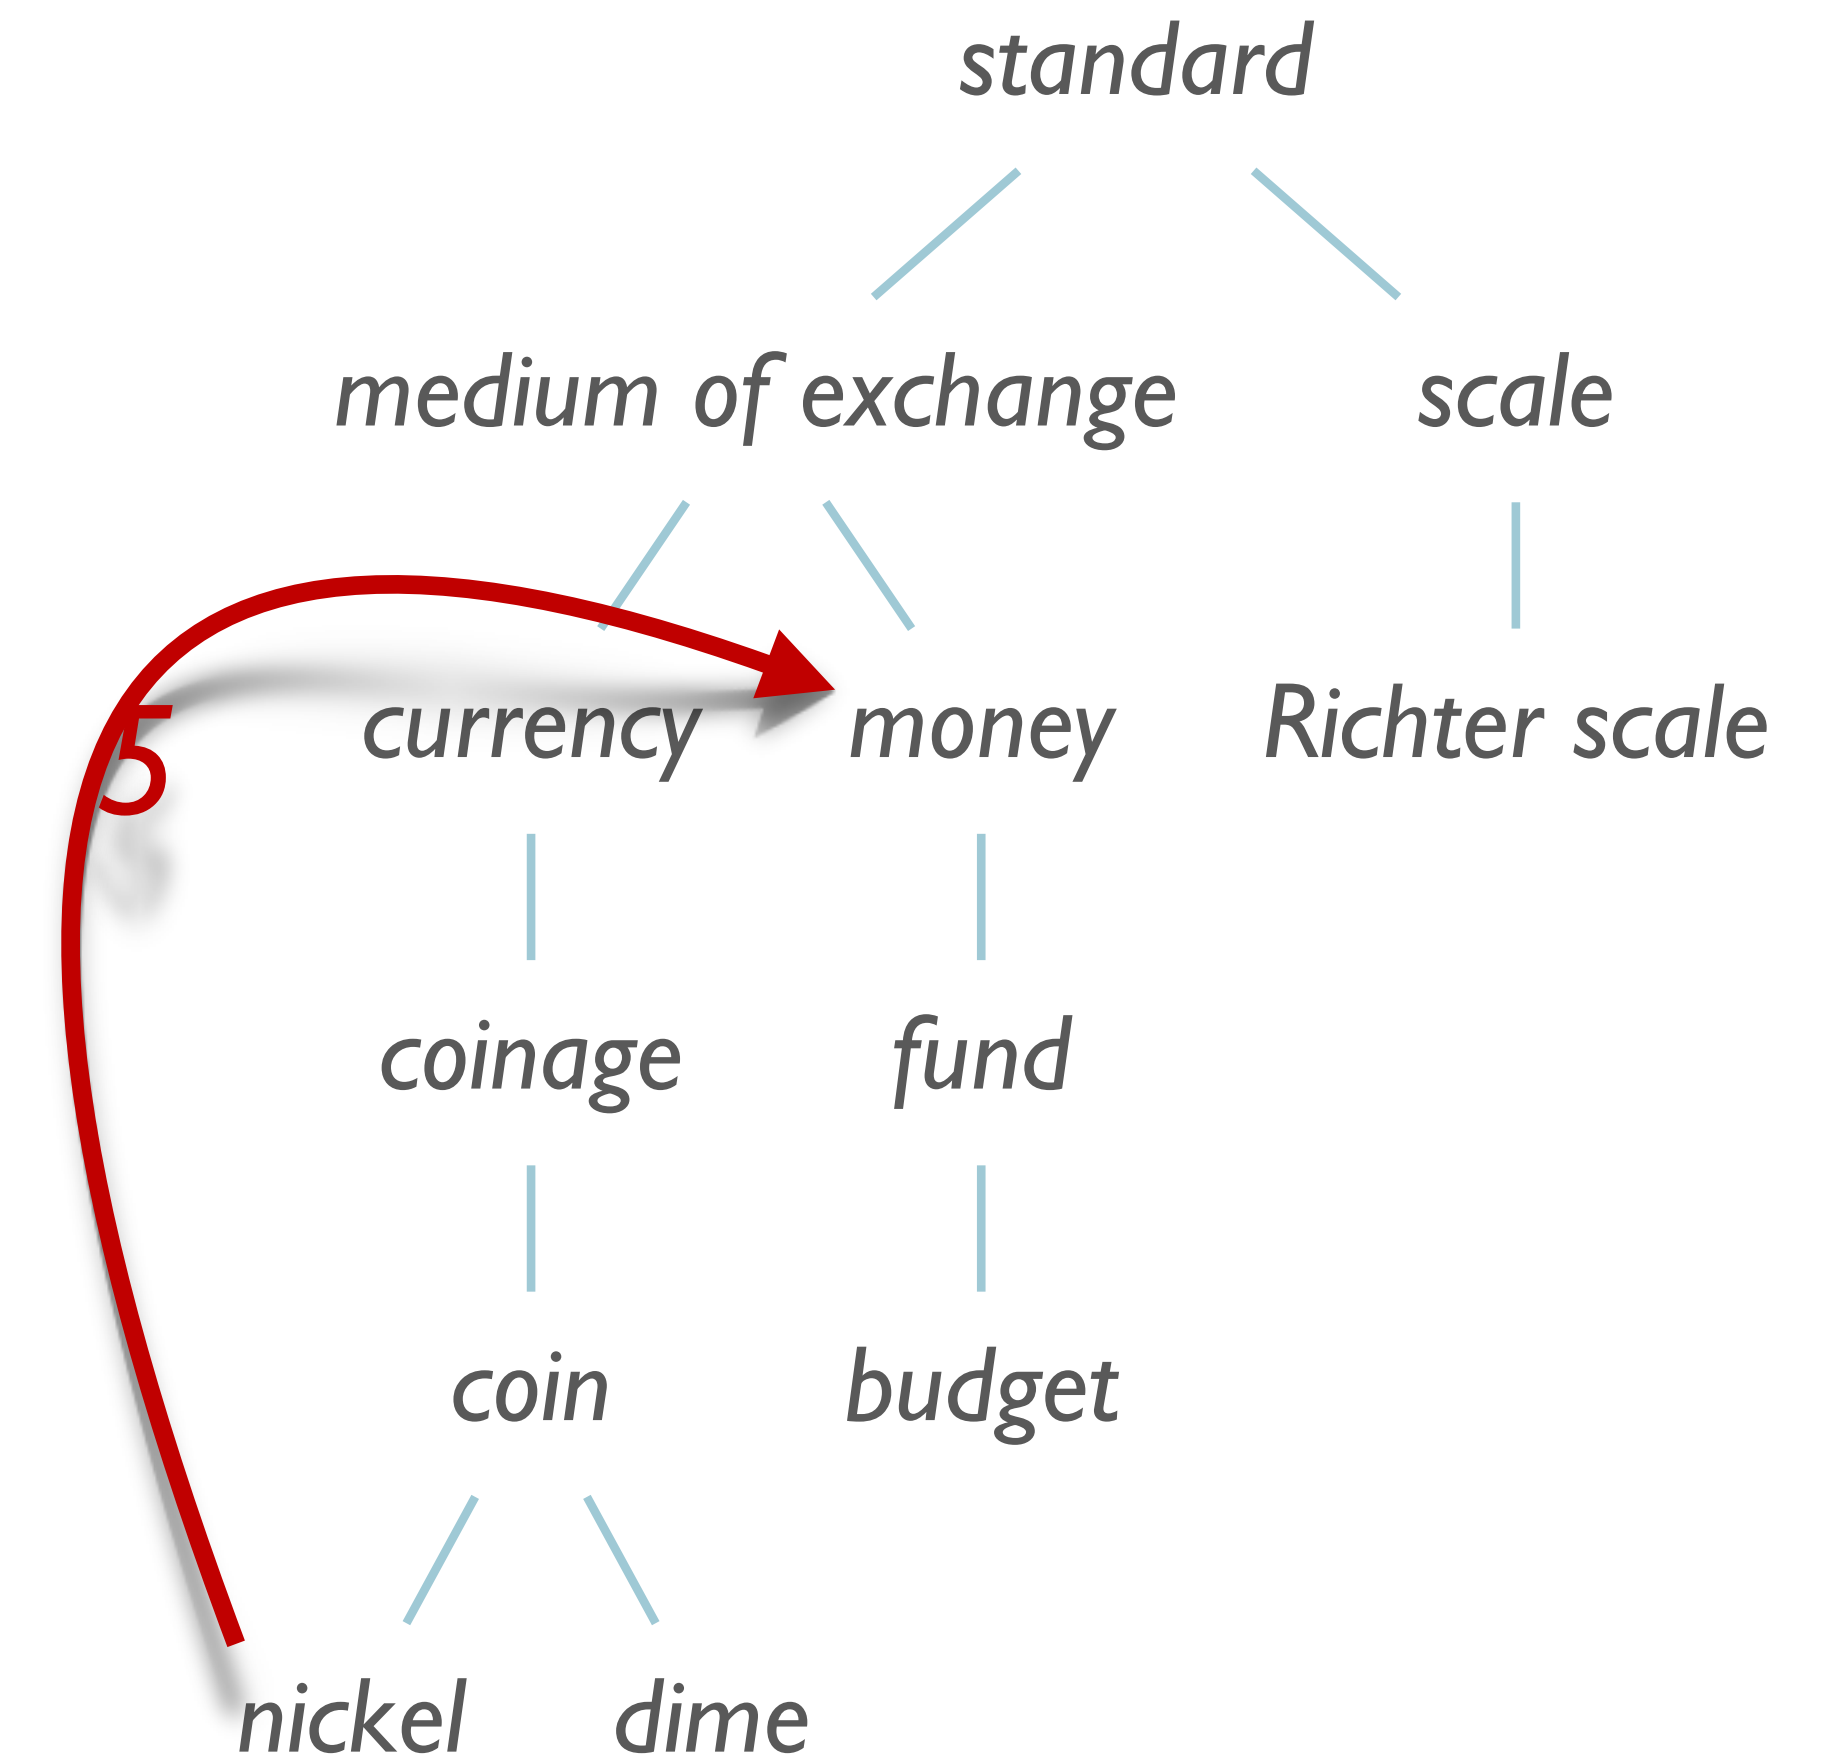 standard
medium of exchange
scale
5
currency
money
Richter scale
coinage
fund
coin
budget
nickel
dime